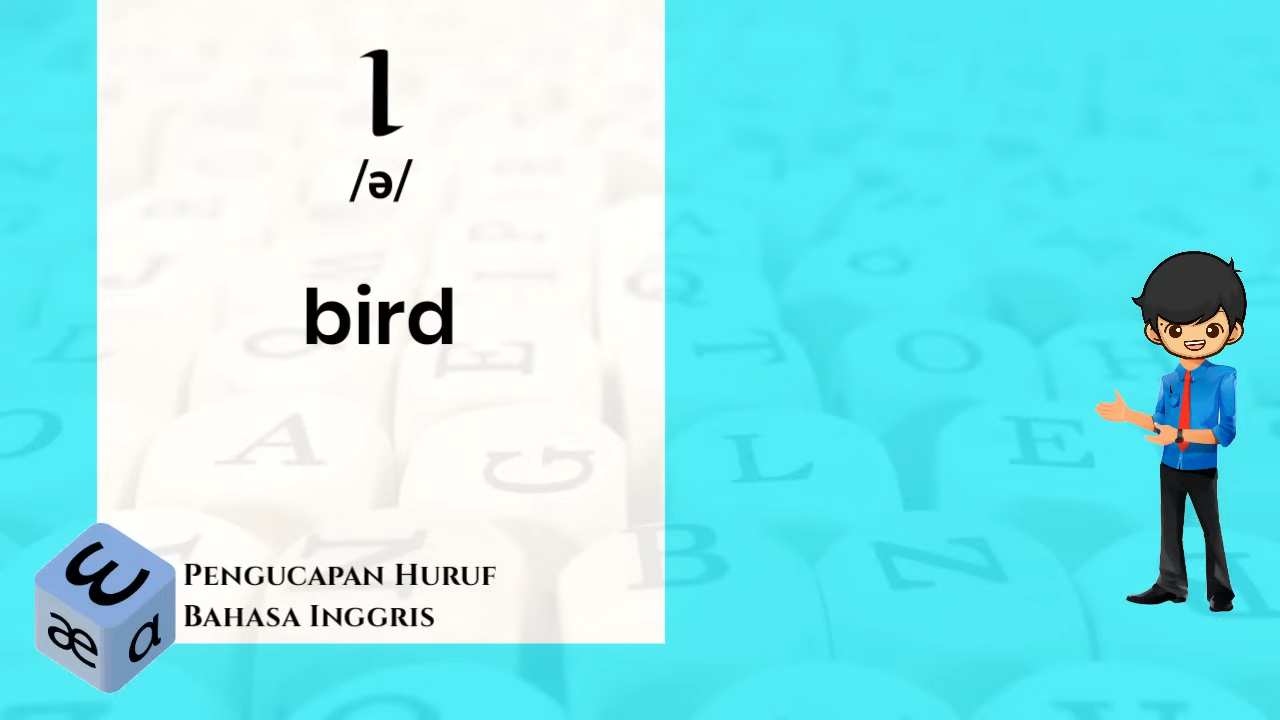 ɩ
/ə/
bird
Pengucapan Huruf
Bahasa Inggris
ω
æ
ɑ